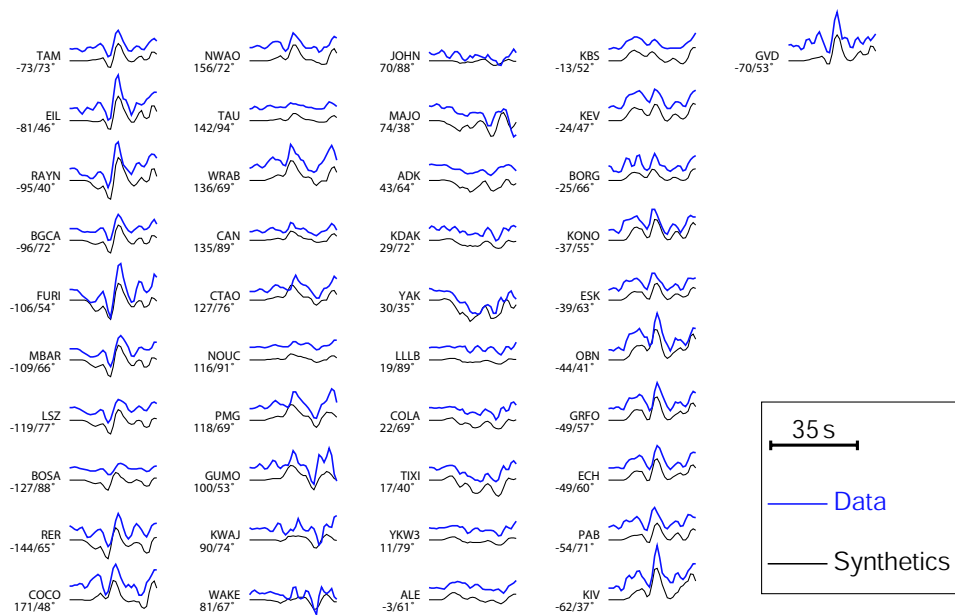 TAM
-73/73°
EIL
-81/46°
RAYN
-95/40°
BGCA
-96/72°
FURI
-106/54°
MBAR
-109/66°
LSZ
-119/77°
BOSA
-127/88°
RER
-144/65°
COCO
171/48°
NWAO
156/72°
TAU
142/94°
WRAB
136/69°
CAN
135/89°
CTAO
127/76°
NOUC
116/91°
PMG
118/69°
GUMO
100/53°
KWAJ
90/74°
WAKE
81/67°
JOHN
70/88°
MAJO
74/38°
ADK
43/64°
KDAK
29/72°
YAK
30/35°
LLLB
19/89°
COLA
22/69°
TIXI
17/40°
YKW3
11/79°
ALE
-3/61°
KBS
-13/52°
KEV
-24/47°
BORG
-25/66°
KONO
-37/55°
ESK
-39/63°
OBN
-44/41°
GRFO
-49/57°
ECH
-49/60°
PAB
-54/71°
KIV
-62/37°
GVD
-70/53°
35 s
Data
Synthetics